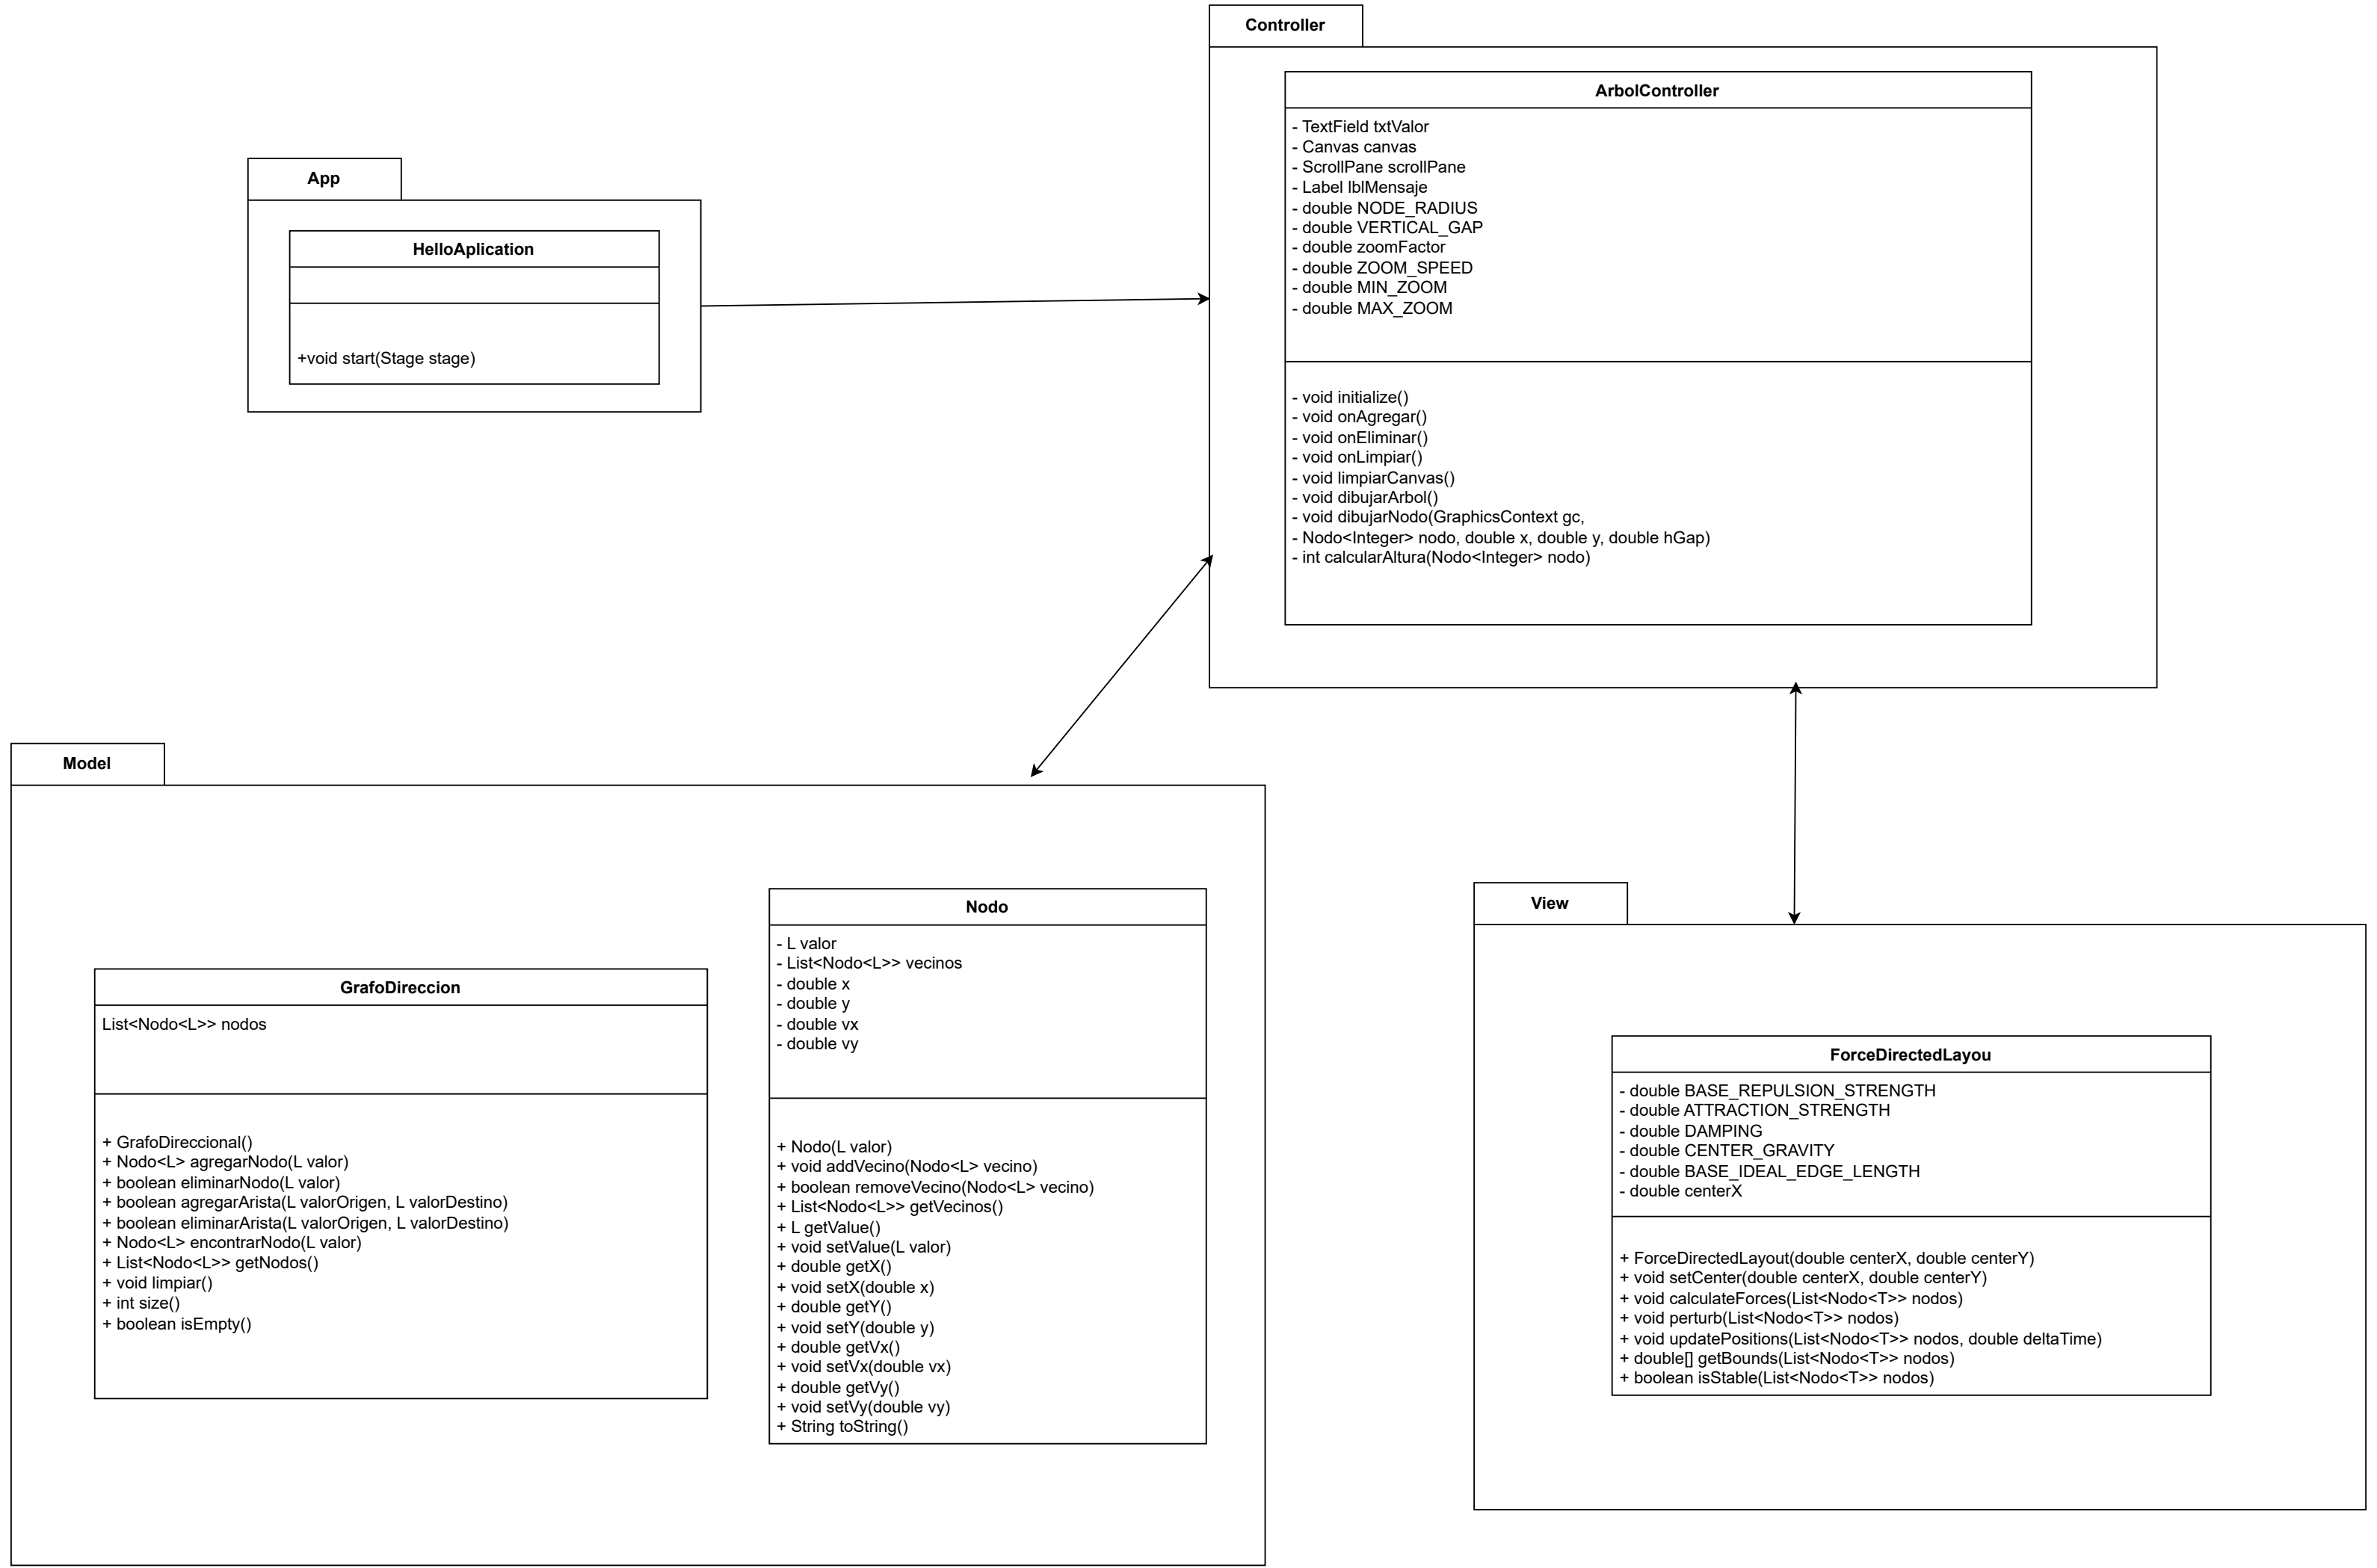 Controller
ArbolController
- TextField txtValor
- Canvas canvas
- ScrollPane scrollPane
- Label lblMensaje
- double NODE_RADIUS
- double VERTICAL_GAP
- double zoomFactor
- double ZOOM_SPEED
- double MIN_ZOOM
- double MAX_ZOOM
- void initialize()
- void onAgregar()
- void onEliminar()
- void onLimpiar()
- void limpiarCanvas()
- void dibujarArbol()
- void dibujarNodo(GraphicsContext gc,
- Nodo<Integer> nodo, double x, double y, double hGap)
- int calcularAltura(Nodo<Integer> nodo)
App
HelloAplication
+void start(Stage stage)
Model
GrafoDireccion
List<Nodo<L>> nodos
+ GrafoDireccional()
+ Nodo<L> agregarNodo(L valor)
+ boolean eliminarNodo(L valor)
+ boolean agregarArista(L valorOrigen, L valorDestino)
+ boolean eliminarArista(L valorOrigen, L valorDestino)
+ Nodo<L> encontrarNodo(L valor)
+ List<Nodo<L>> getNodos()
+ void limpiar()
+ int size()
+ boolean isEmpty()
Nodo
- L valor
- List<Nodo<L>> vecinos
- double x
- double y
- double vx
- double vy
+ Nodo(L valor)
+ void addVecino(Nodo<L> vecino)
+ boolean removeVecino(Nodo<L> vecino)
+ List<Nodo<L>> getVecinos()
+ L getValue()
+ void setValue(L valor)
+ double getX()
+ void setX(double x)
+ double getY()
+ void setY(double y)
+ double getVx()
+ void setVx(double vx)
+ double getVy()
+ void setVy(double vy)
+ String toString()
View
ForceDirectedLayou
- double BASE_REPULSION_STRENGTH
- double ATTRACTION_STRENGTH
- double DAMPING
- double CENTER_GRAVITY
- double BASE_IDEAL_EDGE_LENGTH
- double centerX
+ ForceDirectedLayout(double centerX, double centerY)
+ void setCenter(double centerX, double centerY)
+ void calculateForces(List<Nodo<T>> nodos)
+ void perturb(List<Nodo<T>> nodos)
+ void updatePositions(List<Nodo<T>> nodos, double deltaTime)
+ double[] getBounds(List<Nodo<T>> nodos)
+ boolean isStable(List<Nodo<T>> nodos)